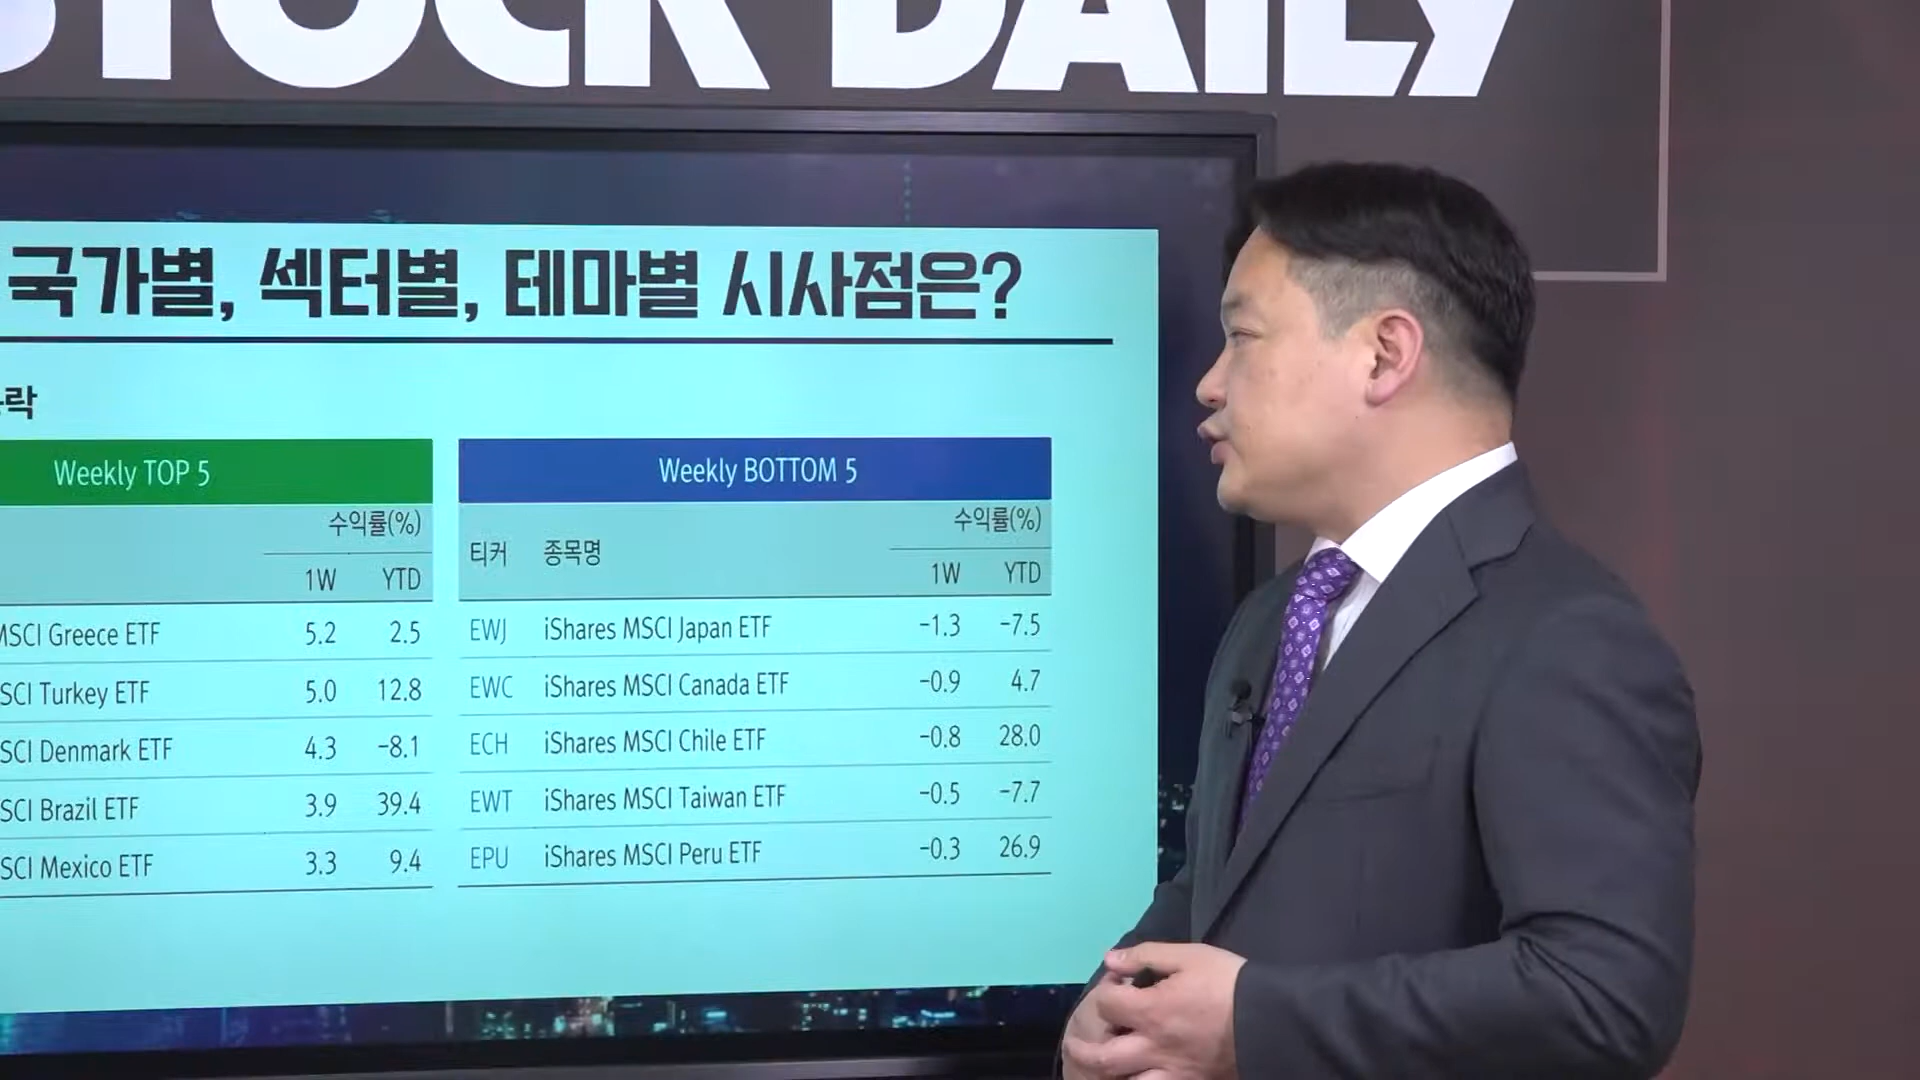 STOCK DAILY
국가별, 섹터별, 테마별 시사점은?
락
Weekly TOP 5
수익률(%)
1W YTD
MSCI Greece ETF 5.2 2.5
SCI Turkey ETF 5.0 12.8
SCI Denmark ETF 4.3 -8.1
SCI Brazil ETF 3.9 39.4
SCI Mexico ETF 3.3 9.4
Weekly BOTTOM 5
티커 종목명 수익률(%)
1W YTD
EWJ iShares MSCI Japan ETF -1.3 -7.5
EWC iShares MSCI Canada ETF -0.9 4.7
ECH iShares MSCI Chile ETF -0.8 28.0
EWT iShares MSCI Taiwan ETF -0.5 -7.7
EPU iShares MSCI Peru ETF -0.3 26.9